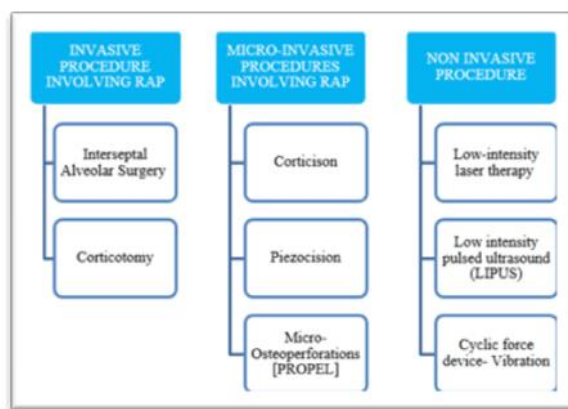 INVASIVE
PROCEDURE
INVOLVING RAP
Interseptal
Alveolar Surgery
Corticotomy
MICRO-INVASIVE
PROCEDURES
INVOLVING RAP
Corticison
Piezocision
Micro-
Osteoperforations
[PROPEL]
NON INVASIVE
PROCEDURE
Low-intensity
laser therapy
Low intensity
pulsed ultrasound
(LIPUS)
Cyclic force
device- Vibration